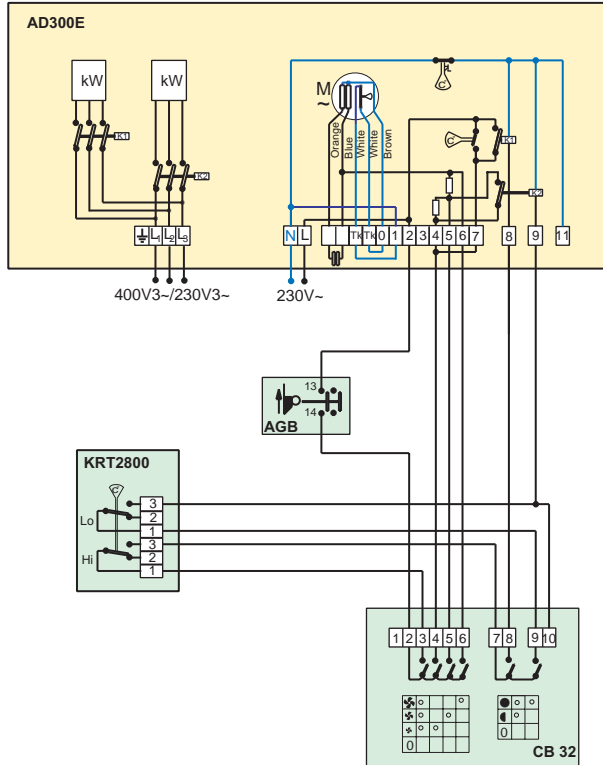 AD300E
kW kW
M
~
C
Orange
Blue
White
White
Brown
C
K1
K1
K2
K2
L1 L2 L3
N L
Tk Tk 0 1 2 3 4 5 6 7 8 9 11
400V3~/230V3~
230V~
13
14
AGB
KRT2800
C
Lo
3
2
1
Hi
3
2
1
1 2 3 4 5 6 7 8 9 10
0
0
CB 32